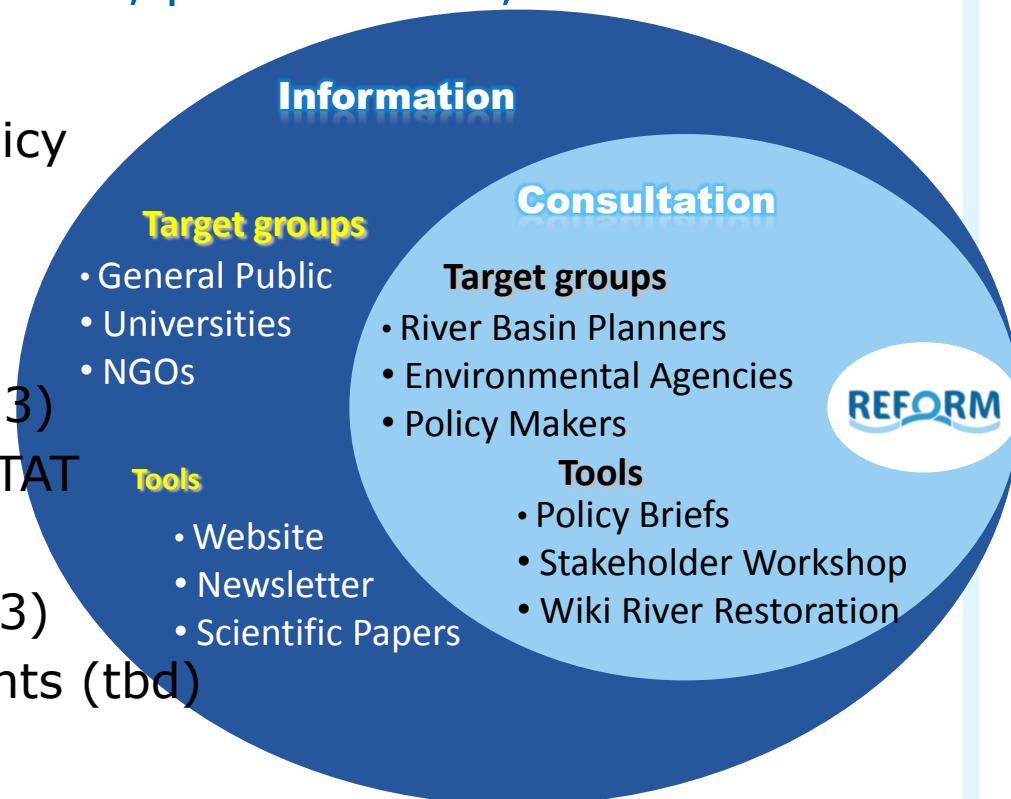 Information
icy
Consultation
Target groups
• General Public
• Universities
• NGOs
Target groups
• River Basin Planners
• Environmental Agencies
• Policy Makers
REFORM
3)
TAT
Tools
• Website
• Newsletter
• Scientific Papers
Tools
• Policy Briefs
• Stakeholder Workshop
• Wiki River Restoration
3)
nts (tbd)